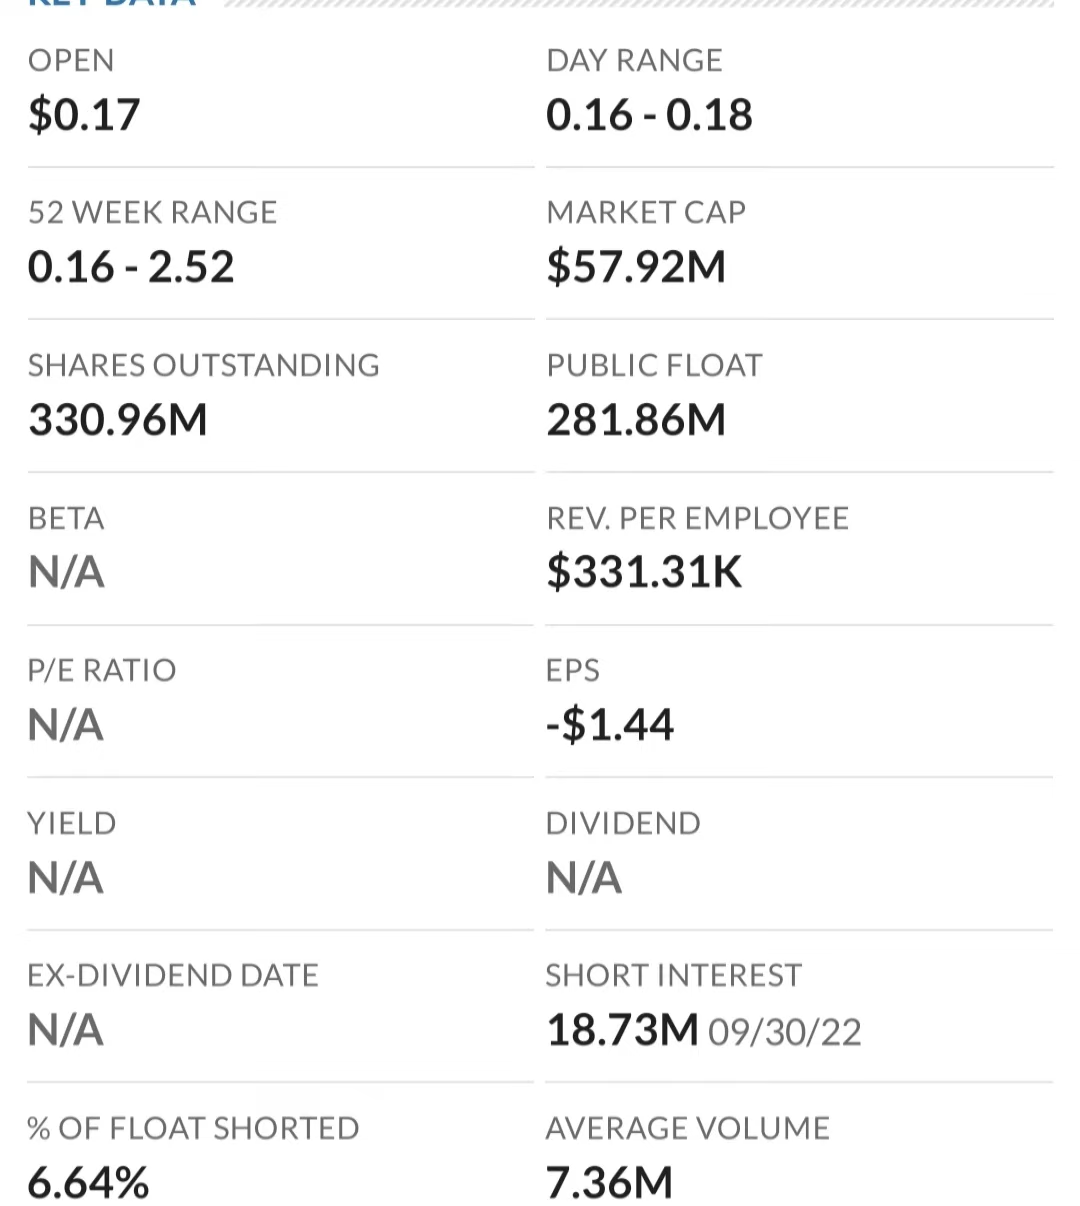 KEY DATA
OPEN
$0.17
DAY RANGE
0.16 - 0.18
52 WEEK RANGE
0.16 - 2.52
MARKET CAP
$57.92M
SHARES OUTSTANDING
330.96M
PUBLIC FLOAT
281.86M
BETA
N/A
REV. PER EMPLOYEE
$331.31K
P/E RATIO
N/A
EPS
-$1.44
YIELD
N/A
DIVIDEND
N/A
EX-DIVIDEND DATE
N/A
SHORT INTEREST
18.73M 09/30/22
% OF FLOAT SHORTED
6.64%
AVERAGE VOLUME
7.36M